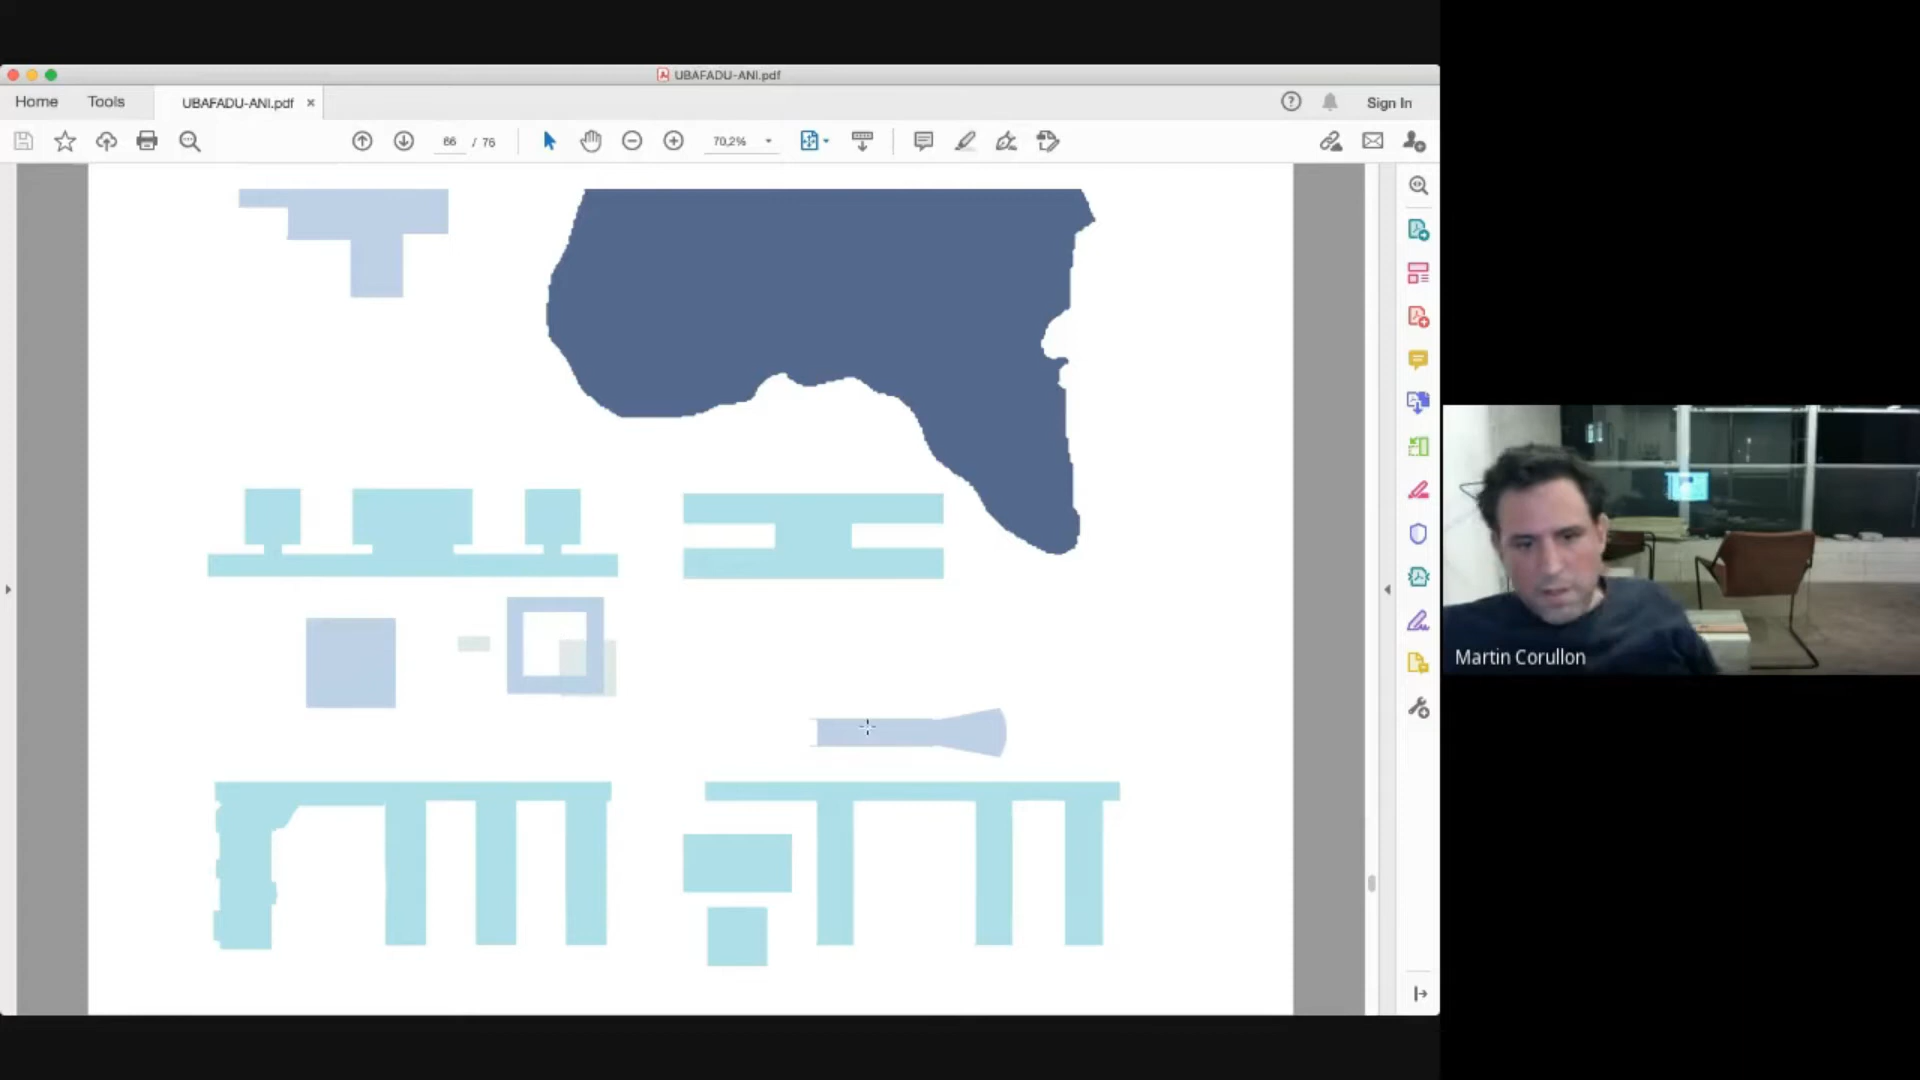 UBAFADU-ANI.pdf
Home
Tools
UBAFADU-ANI.pdf
Sign In
66 / 76
70,2%
Martin Corullon